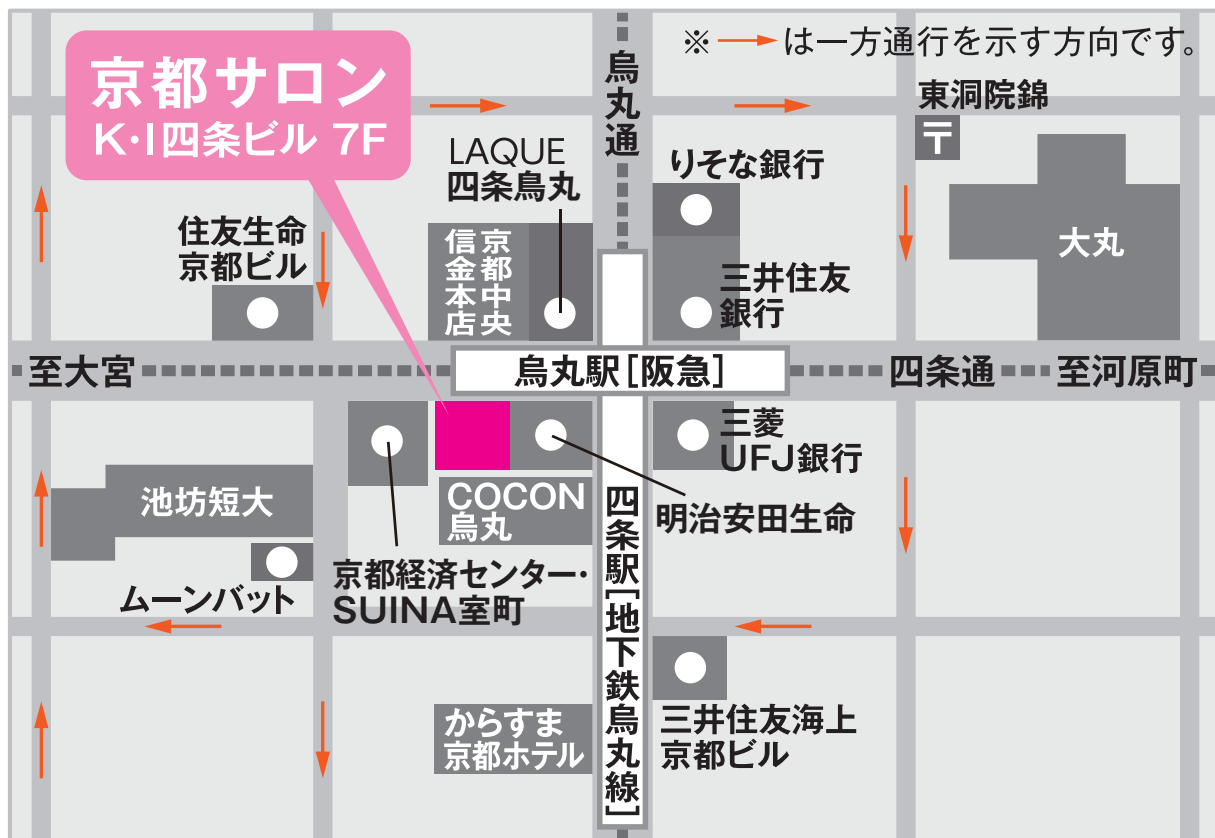 ※→は一方通行を示す方向です。
京都サロン
K・I四条ビル 7F
烏丸通
東洞院錦
〒
LAQUE
四条烏丸
りそな銀行
住友生命
京都ビル
京都中央
信金本店
三井住友
銀行
大丸
至大宮
烏丸駅[阪急]
四条通
至河原町
三菱
UFJ銀行
池坊短大
COCON
烏丸
明治安田生命
四条駅[地下鉄烏丸線]
京都経済センター・
SUINA室町
ムーンバット
からすま
京都ホテル
三井住友海上
京都ビル